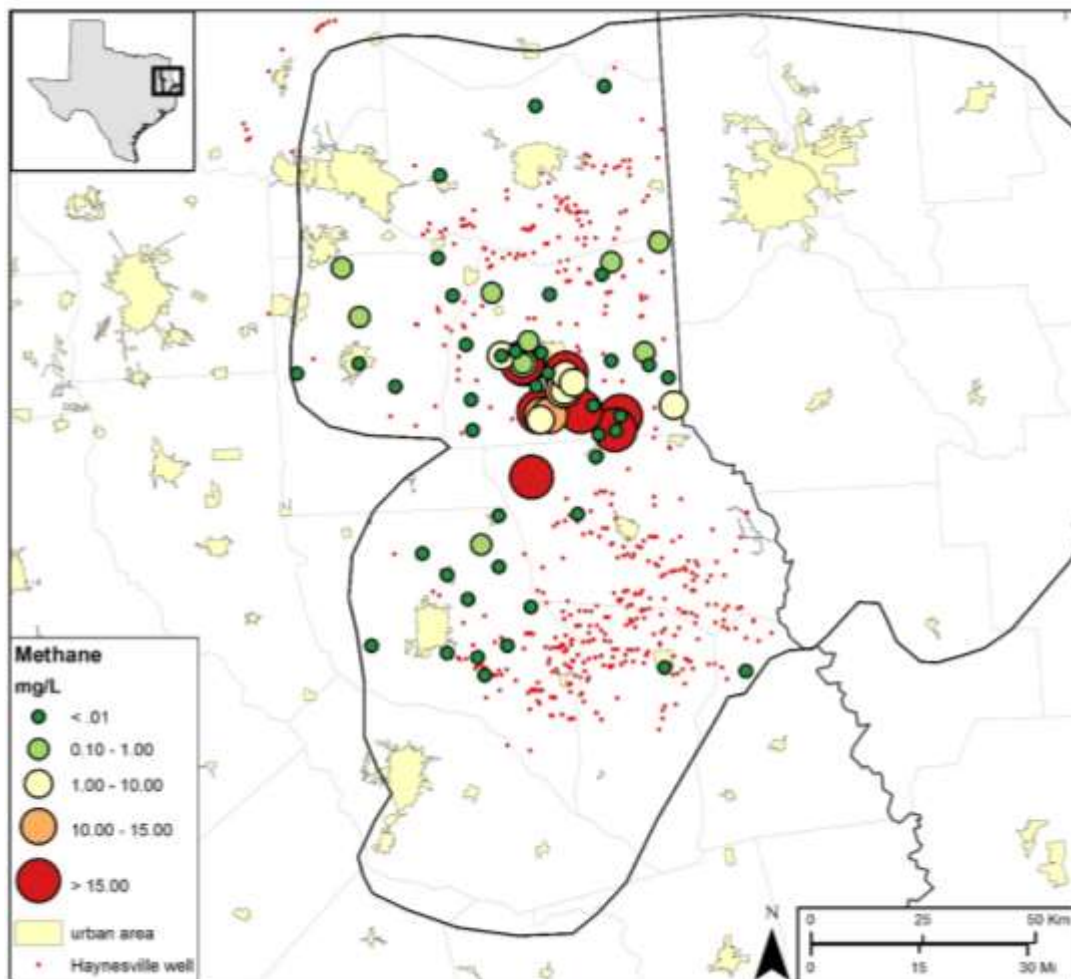 Methane
mg/L
< .01
0.10 - 1.00
1.00 - 10.00
10.00 - 15.00
> 15.00
urban area
Haynesville well
N
0 25 50 Km
0 15 30 Mi